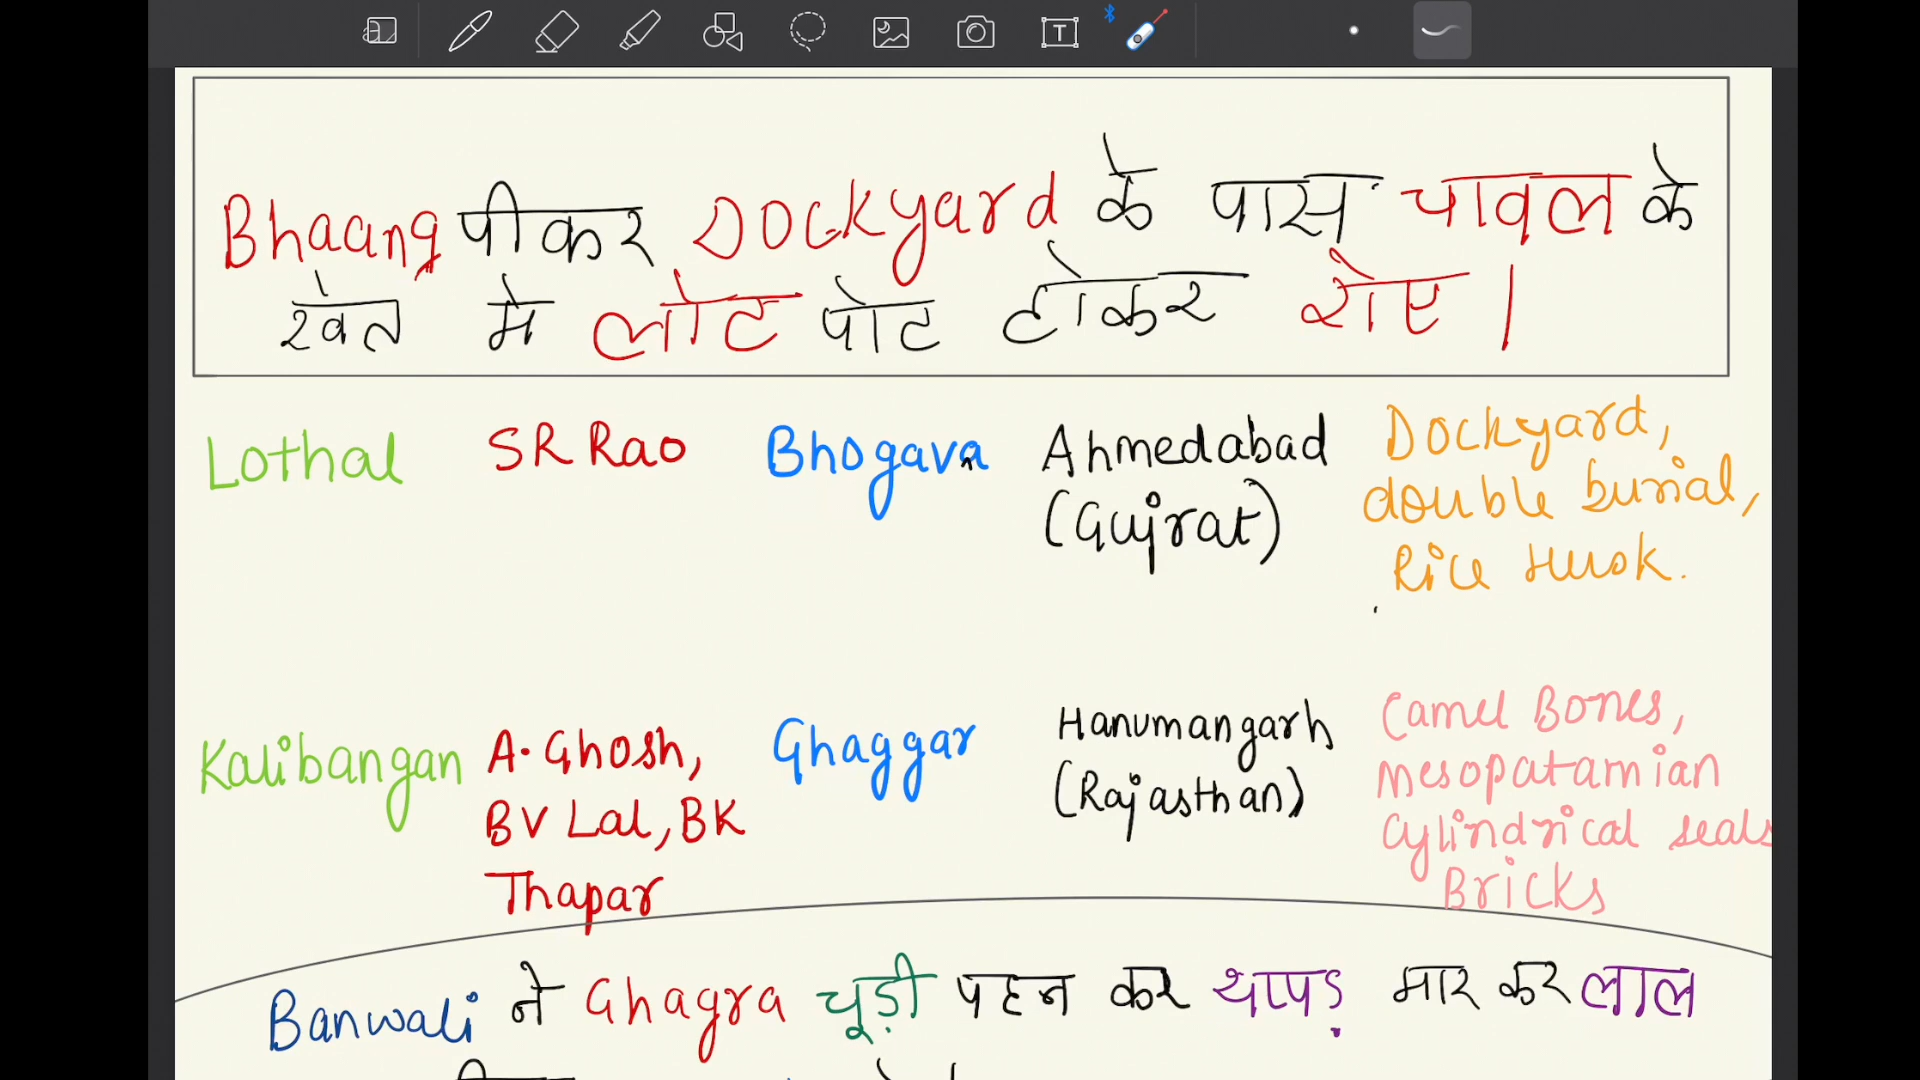 Bhaang पीकर Dockyard के पास चावल के
खेत मे लोट पोट होकर रोए।
Lothal SR Rao Bhogava Ahmedabad (Gujrat) Dockyard, double burial, Rice Husk.
Kalibangan A. Ghosh, BV Lal, BK Thapar Ghaggar Hanumangarh (Rajasthan) Camel Bones, Mesopatamian Cylindrical seals Bricks
Banwali ने Ghagra चूड़ी पहन कर थापड़ मार कर लाल